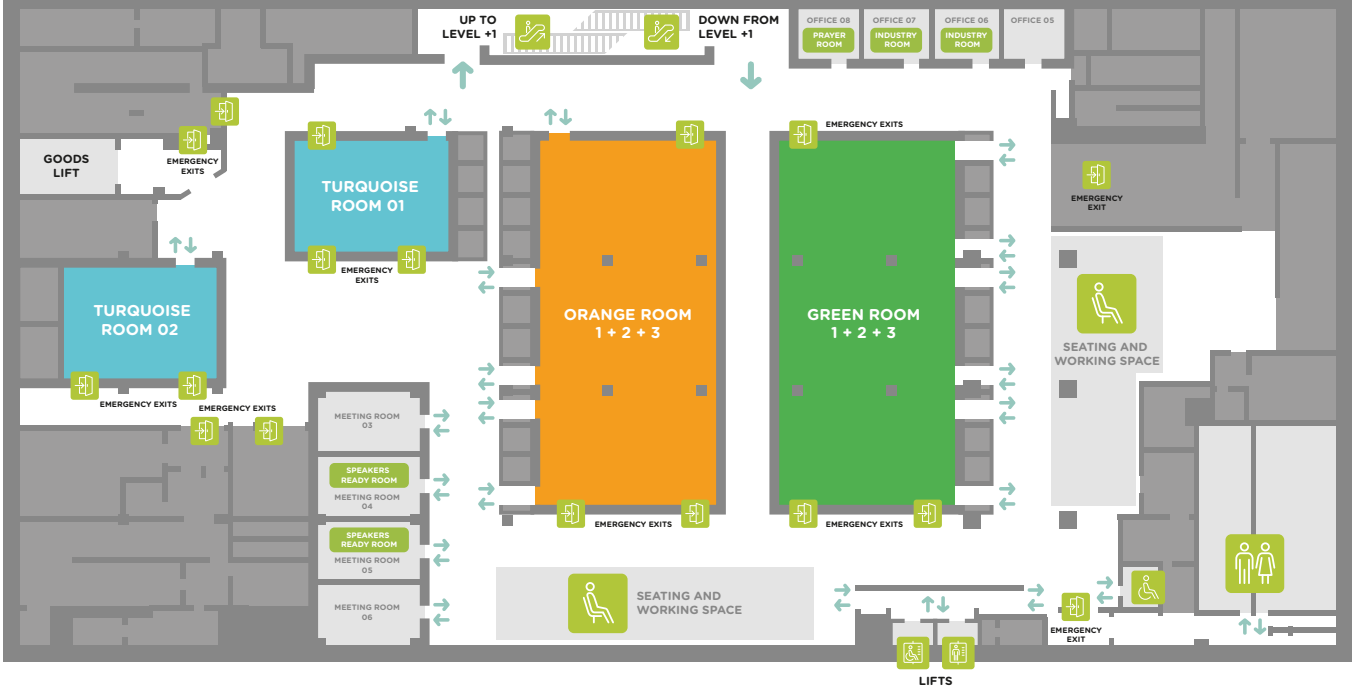 UP TO
LEVEL +1
DOWN FROM
LEVEL +1
OFFICE 08
PRAYER
ROOM
OFFICE 07
INDUSTRY
ROOM
OFFICE 06
INDUSTRY
ROOM
OFFICE 05
GOODS
LIFT
EMERGENCY
EXITS
EMERGENCY EXITS
TURQUOISE
ROOM 01
EMERGENCY
EXIT
EMERGENCY
EXITS
TURQUOISE
ROOM 02
ORANGE ROOM
1 + 2 + 3
GREEN ROOM
1 + 2 + 3
SEATING AND
WORKING SPACE
EMERGENCY EXITS
EMERGENCY EXITS
MEETING ROOM
03
SPEAKERS
READY ROOM
MEETING ROOM
04
SPEAKERS
READY ROOM
MEETING ROOM
05
MEETING ROOM
06
EMERGENCY EXITS
EMERGENCY EXITS
SEATING AND
WORKING SPACE
EMERGENCY
EXIT
LIFTS